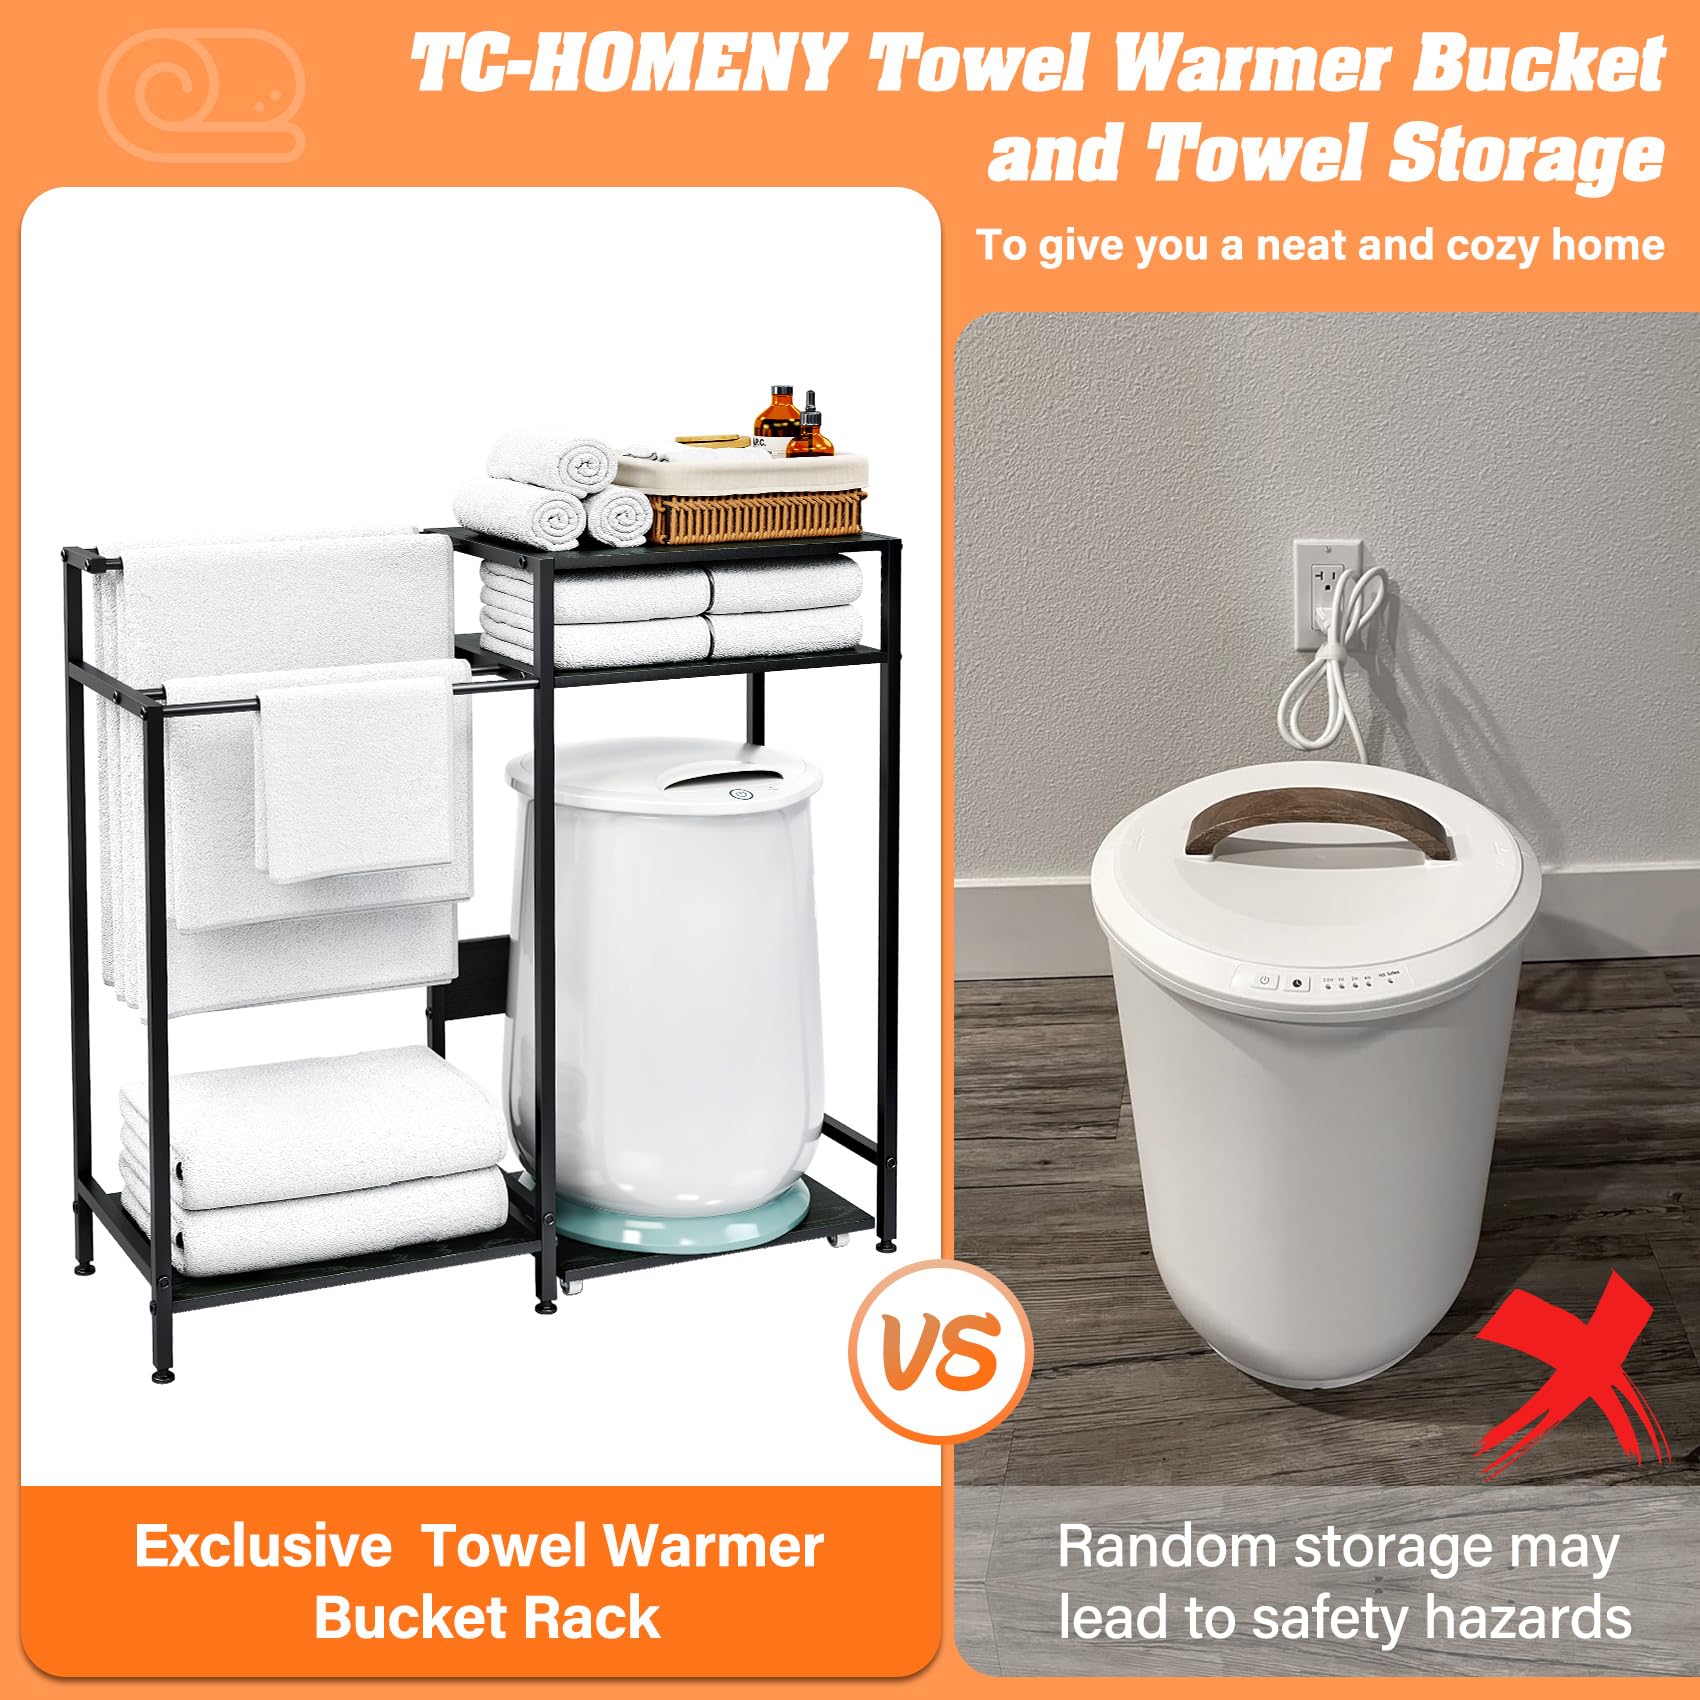 TC-HOMENY Towel Warmer Bucket
and Towel Storage
To give you a neat and cozy home
VS
Exclusive Towel Warmer
Bucket Rack
Random storage may
lead to safety hazards